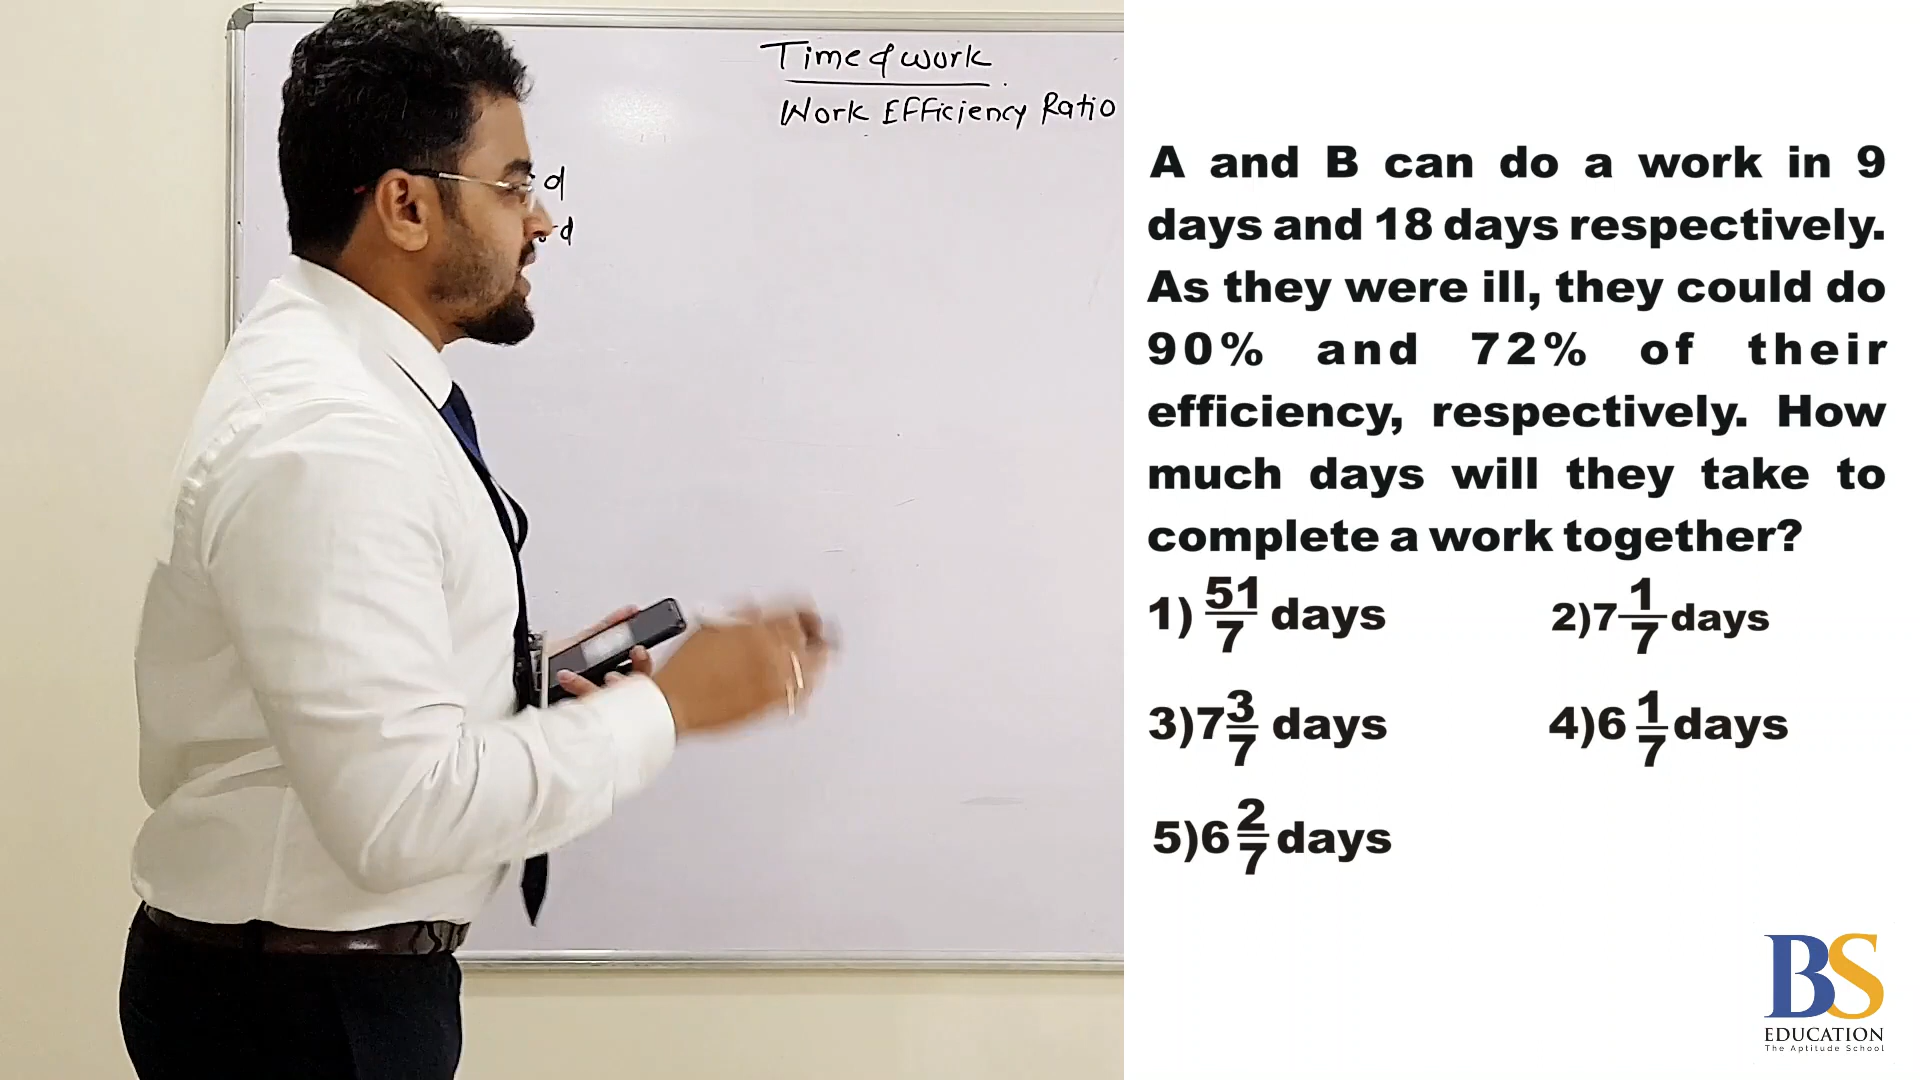 Time & work
Work Efficiency Ratio
d
d
A and B can do a work in 9
days and 18 days respectively.
As they were ill, they could do
90% and 72% of their
efficiency, respectively. How
much days will they take to
complete a work together?
1) 51/7 days 2)7 1/7 days
3)7 3/7 days 4)6 1/7 days
5)6 2/7 days
BS
EDUCATION
The Aptitude School